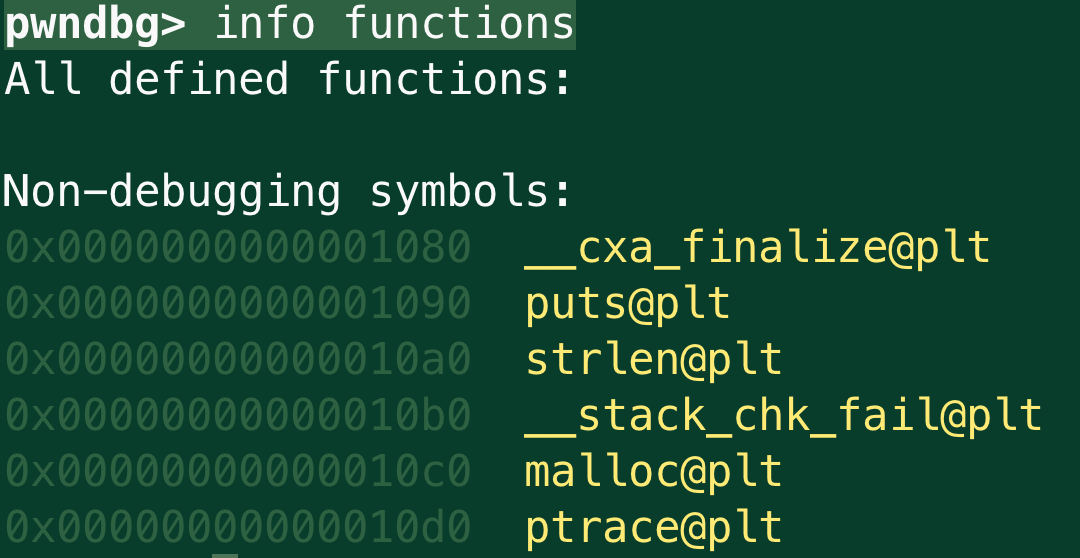 pwndbg> info functions
All defined functions:
Non-debugging symbols:
0x0000000000001080 __cxa_finalize@plt
0x0000000000001090 puts@plt
0x00000000000010a0 strlen@plt
0x00000000000010b0 __stack_chk_fail@plt
0x00000000000010c0 malloc@plt
0x00000000000010d0 ptrace@plt